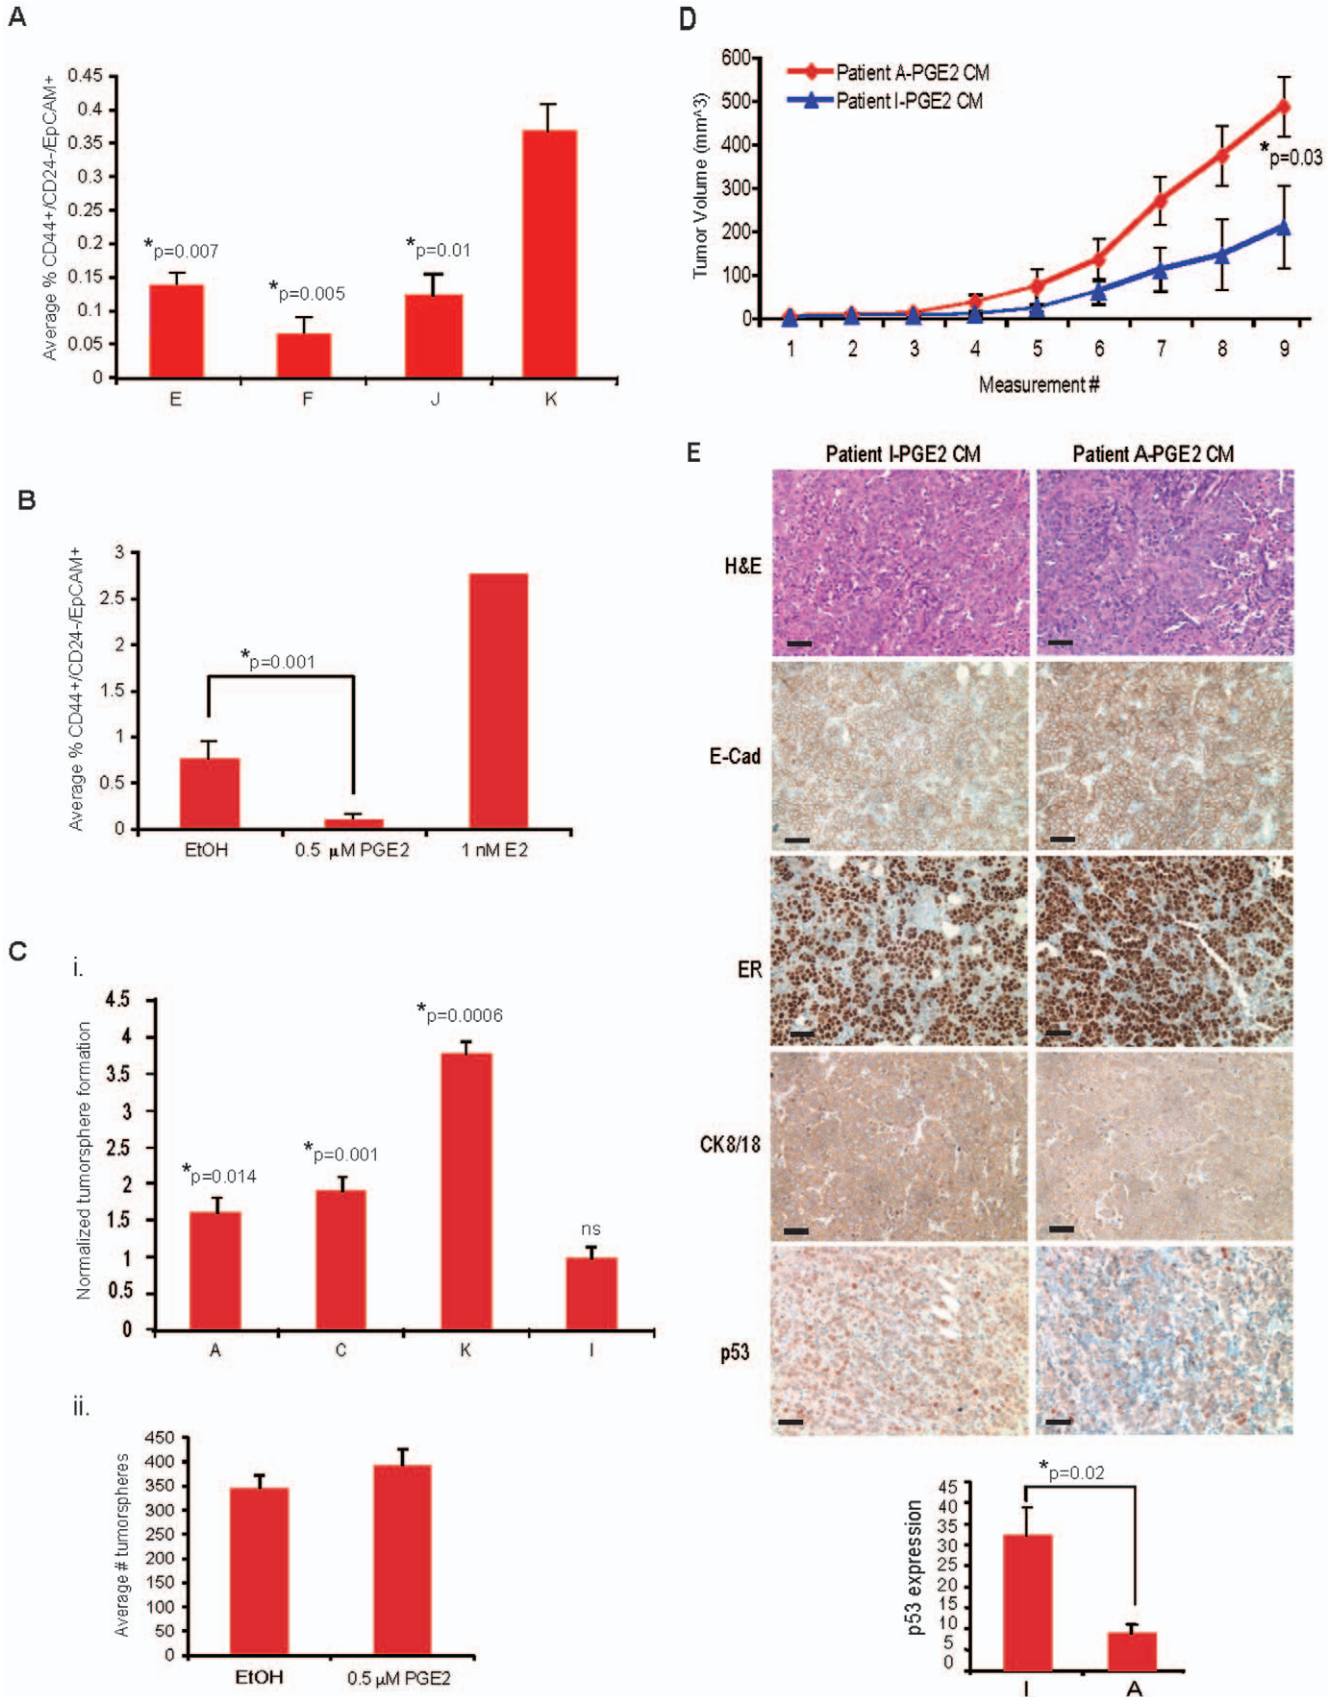 A
Average % CD44+/CD24-/EpCAM+
0.45
0.4
0.35
0.3
0.25
0.2
0.15
0.1
0.05
0
*p=0.007
*p=0.005
*p=0.01
E F J K
B
Average % CD44+/CD24-/EpCAM+
3
2.5
2
1.5
1
0.5
0
*p=0.001
EtOH 0.5 μM PGE2 1 nM E2
C
i.
Normalized tumorsphere formation
4.5
4
3.5
3
2.5
2
1.5
1
0.5
0
*p=0.014
*p=0.001
*p=0.0006
ns
A C K I
ii.
Average # tumorspheres
450
400
350
300
250
200
150
100
50
0
EtOH 0.5 μM PGE2
D
Tumor Volume (mm^3)
600
500
400
300
200
100
0
Patient A-PGE2 CM
Patient I-PGE2 CM
*p=0.03
1 2 3 4 5 6 7 8 9
Measurement #
E
Patient I-PGE2 CM Patient A-PGE2 CM
H&E
E-Cad
ER
CK8/18
p53
p53 expression
45
40
35
30
25
20
15
10
5
0
*p=0.02
I A